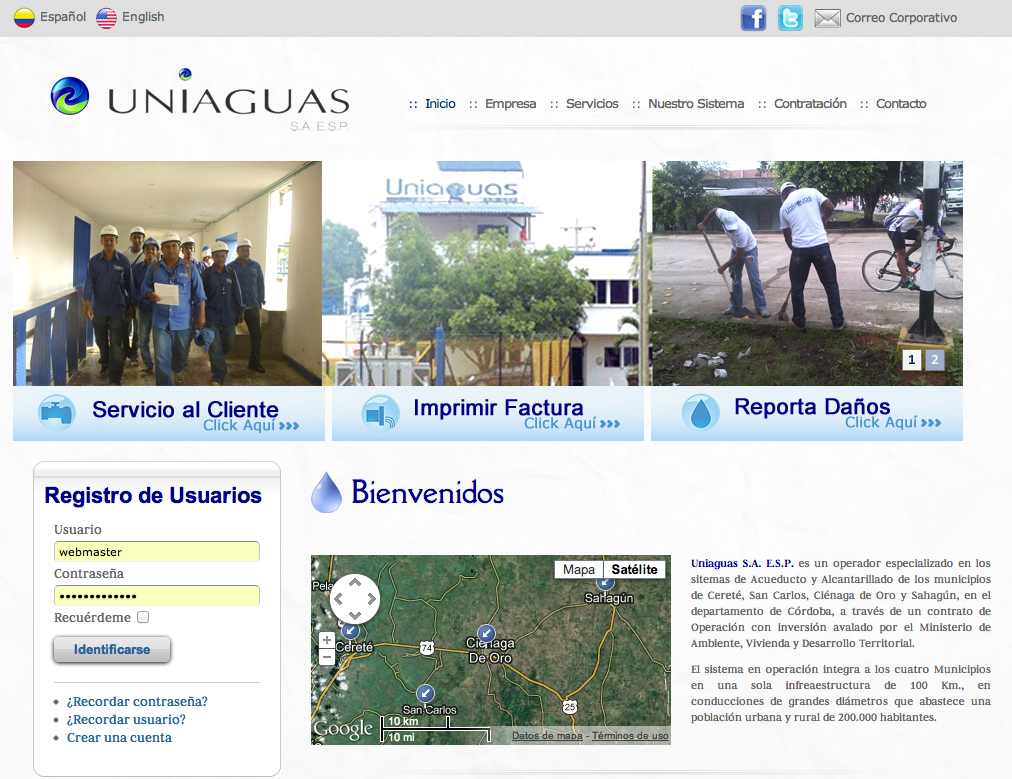 Español English Correo Corporativo
UNIAGUAS
S.A. E.S.P.
:: Inicio :: Empresa :: Servicios :: Nuestro Sistema :: Contratación :: Contacto
Uniaguas
Uniaguas
1 2
Servicio al Cliente
Click Aquí
Imprimir Factura
Click Aquí
Reporta Daños
Click Aquí
Registro de Usuarios
Usuario
webmaster
Contraseña
•••••••••••••
Recuérdeme
Identificarse
¿Recordar contraseña?
¿Recordar usuario?
Crear una cuenta
Bienvenidos
Mapa Satélite
Pela
Sahagún
Cereté
74
Ciénaga
De Oro
San Carlos
25
Google
10 km
10 mi
Datos de mapa - Términos de uso
Uniaguas S.A. E.S.P. es un operador especializado en los
sitemas de Acueducto y Alcantarillado de los municipios
de Cereté, San Carlos, Ciénaga de Oro y Sahagún, en el
departamento de Córdoba, a través de un contrato de
Operación con inversión avalado por el Ministerio de
Ambiente, Vivienda y Desarrollo Territorial.
El sistema en operación integra a los cuatro Municipios
en una sola infraeastructura de 100 Km., en
conducciones de grandes diámetros que abastece una
población urbana y rural de 200.000 habitantes.